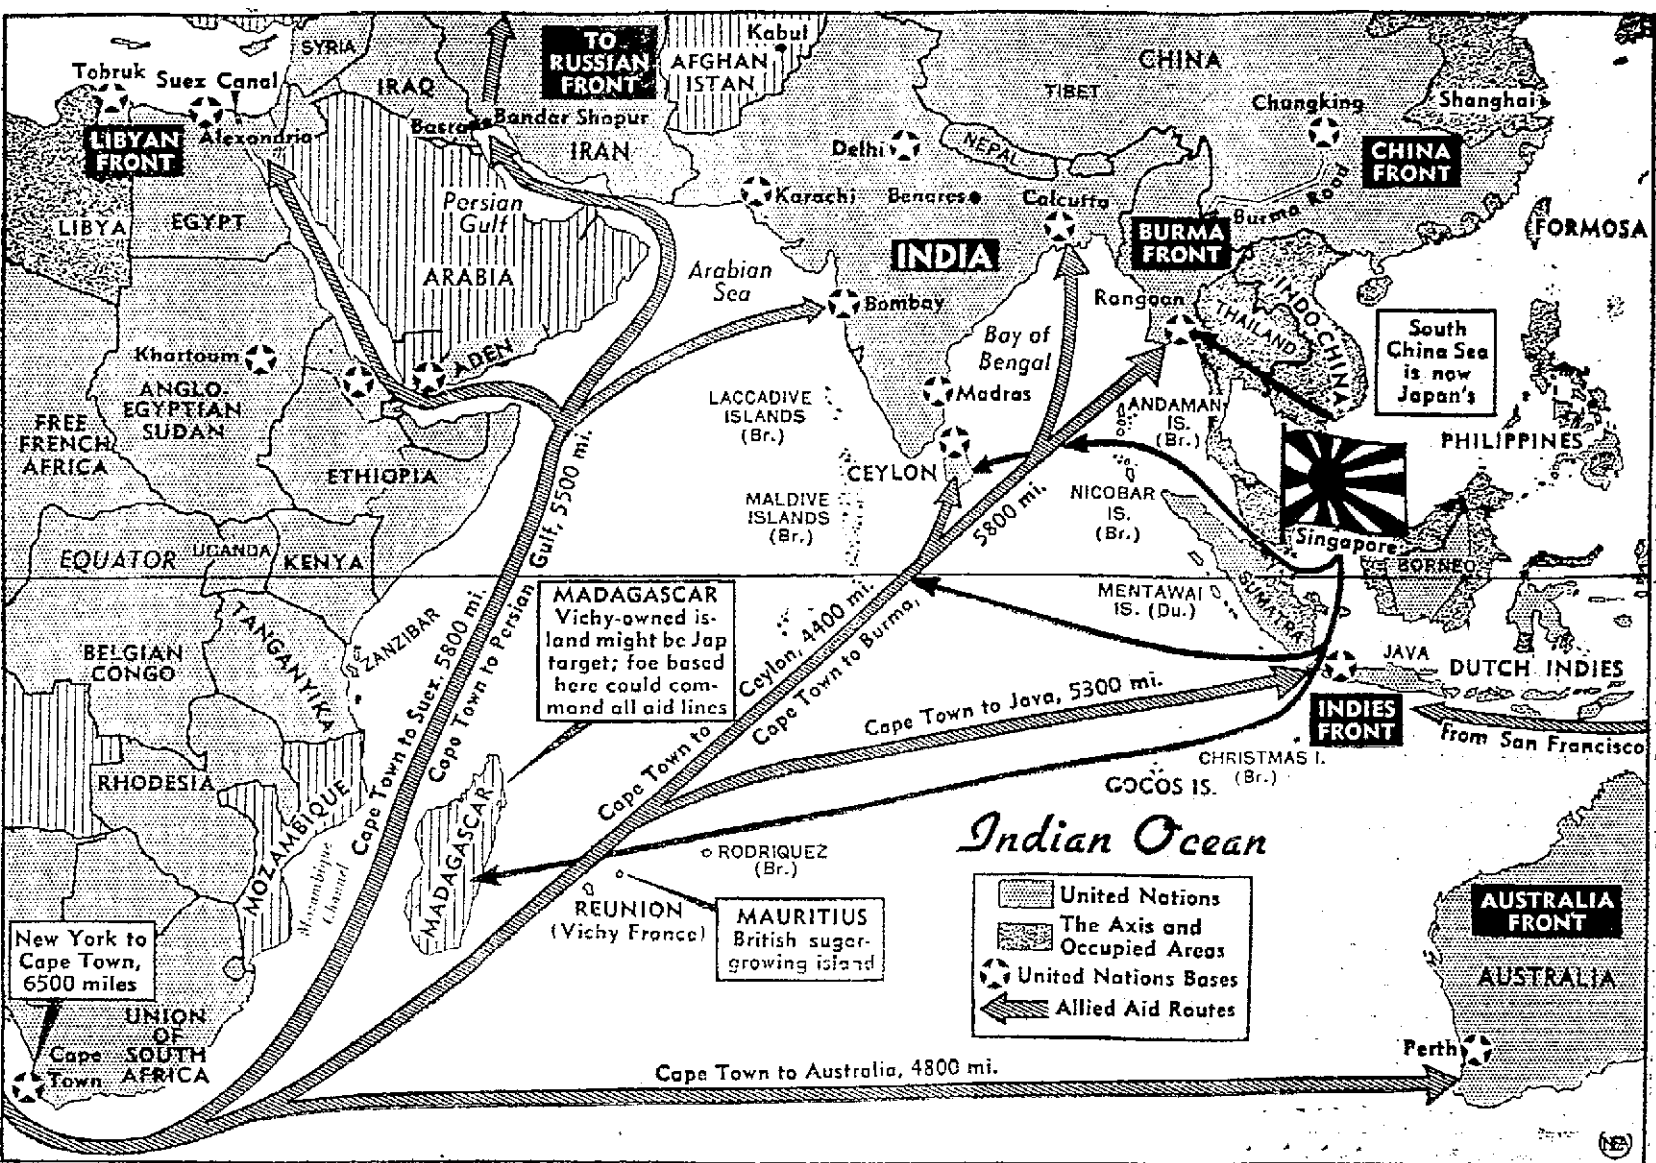 SYRIA
TO
RUSSIAN
FRONT
Kabul
AFGHAN
ISTAN
CHINA
TIBET
Tobruk
Suez Canal
IRAQ
Chungking
Shanghai
LIBYAN
FRONT
Alexandria
Basra
Bandar Shapur
IRAN
Delhi
NEPAL
CHINA
FRONT
Karachi
Benares
Calcutta
Burma Road
LIBYA
EGYPT
Persian
Gulf
ARABIA
Arabian
Sea
INDIA
BURMA
FRONT
FORMOSA
Bombay
Rangoon
INDO-CHINA
THAILAND
South
China Sea
is now
Japan's
Bay of
Bengal
Khartoum
ADEN
ANGLO-
EGYPTIAN
SUDAN
FREE
FRENCH
AFRICA
ETHIOPIA
LACCADIVE
ISLANDS
(Br.)
Madras
ANDAMAN
IS.
(Br.)
PHILIPPINES
CEYLON
MALDIVE
ISLANDS
(Br.)
NICOBAR
IS.
(Br.)
Singapore
EQUATOR
UGANDA
KENYA
BORNEO
SUMATRA
MENTAWAI
IS. (Du.)
MADAGASCAR
Vichy-owned is-
land might be Jap
target; foe based
here could com-
mand all aid lines
BELGIAN
CONGO
TANGANYIKA
ZANZIBAR
JAVA
DUTCH INDIES
Cape Town to Suez, 5800 mi.
Cape Town to Persian Gulf, 5500 mi.
Cape Town to Ceylon, 4400 mi.
Cape Town to Burma, 5800 mi.
Cape Town to Java, 5300 mi.
INDIES
FRONT
From San Francisco
RHODESIA
MOZAMBIQUE
Mozambique
Channel
MADAGASCAR
CHRISTMAS I.
(Br.)
COCOS IS.
Indian Ocean
RODRIQUEZ
(Br.)
REUNION
(Vichy France)
MAURITIUS
British sugar-
growing island
United Nations
The Axis and
Occupied Areas
United Nations Bases
Allied Aid Routes
AUSTRALIA
FRONT
AUSTRALIA
New York to
Cape Town,
6500 miles
UNION
OF
SOUTH
AFRICA
Cape
Town
Perth
Cape Town to Australia, 4800 mi.
NEA